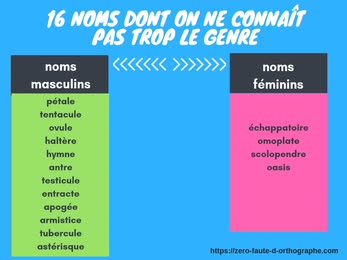 16 NOMS DONT ON NE CONNAÎT
PAS TROP LE GENRE
noms
masculins
pétale
tentacule
ovule
haltère
hymne
antre
testicule
entracte
apogée
armistice
tubercule
astérisque
noms
féminins
échappatoire
omoplate
scolopendre
oasis
https://zero-faute-d-orthographe.com